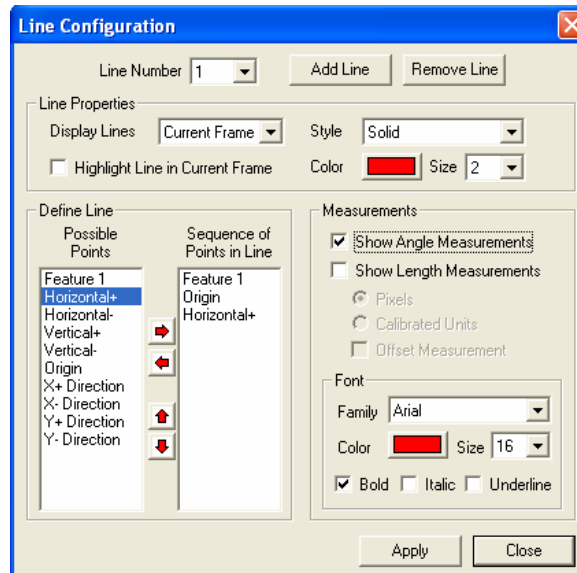 Line Configuration
Line Number 1 Add Line Remove Line
Line Properties
Display Lines Current Frame Style Solid
Highlight Line in Current Frame Color Size 2
Define Line
Possible Points
Sequence of Points in Line
Feature 1
Horizontal+
Horizontal-
Vertical+
Vertical-
Origin
X+ Direction
X- Direction
Y+ Direction
Y- Direction
Feature 1
Origin
Horizontal+
Measurements
Show Angle Measurements
Show Length Measurements
Pixels
Calibrated Units
Offset Measurement
Font
Family Arial
Color Size 16
Bold Italic Underline
Apply Close